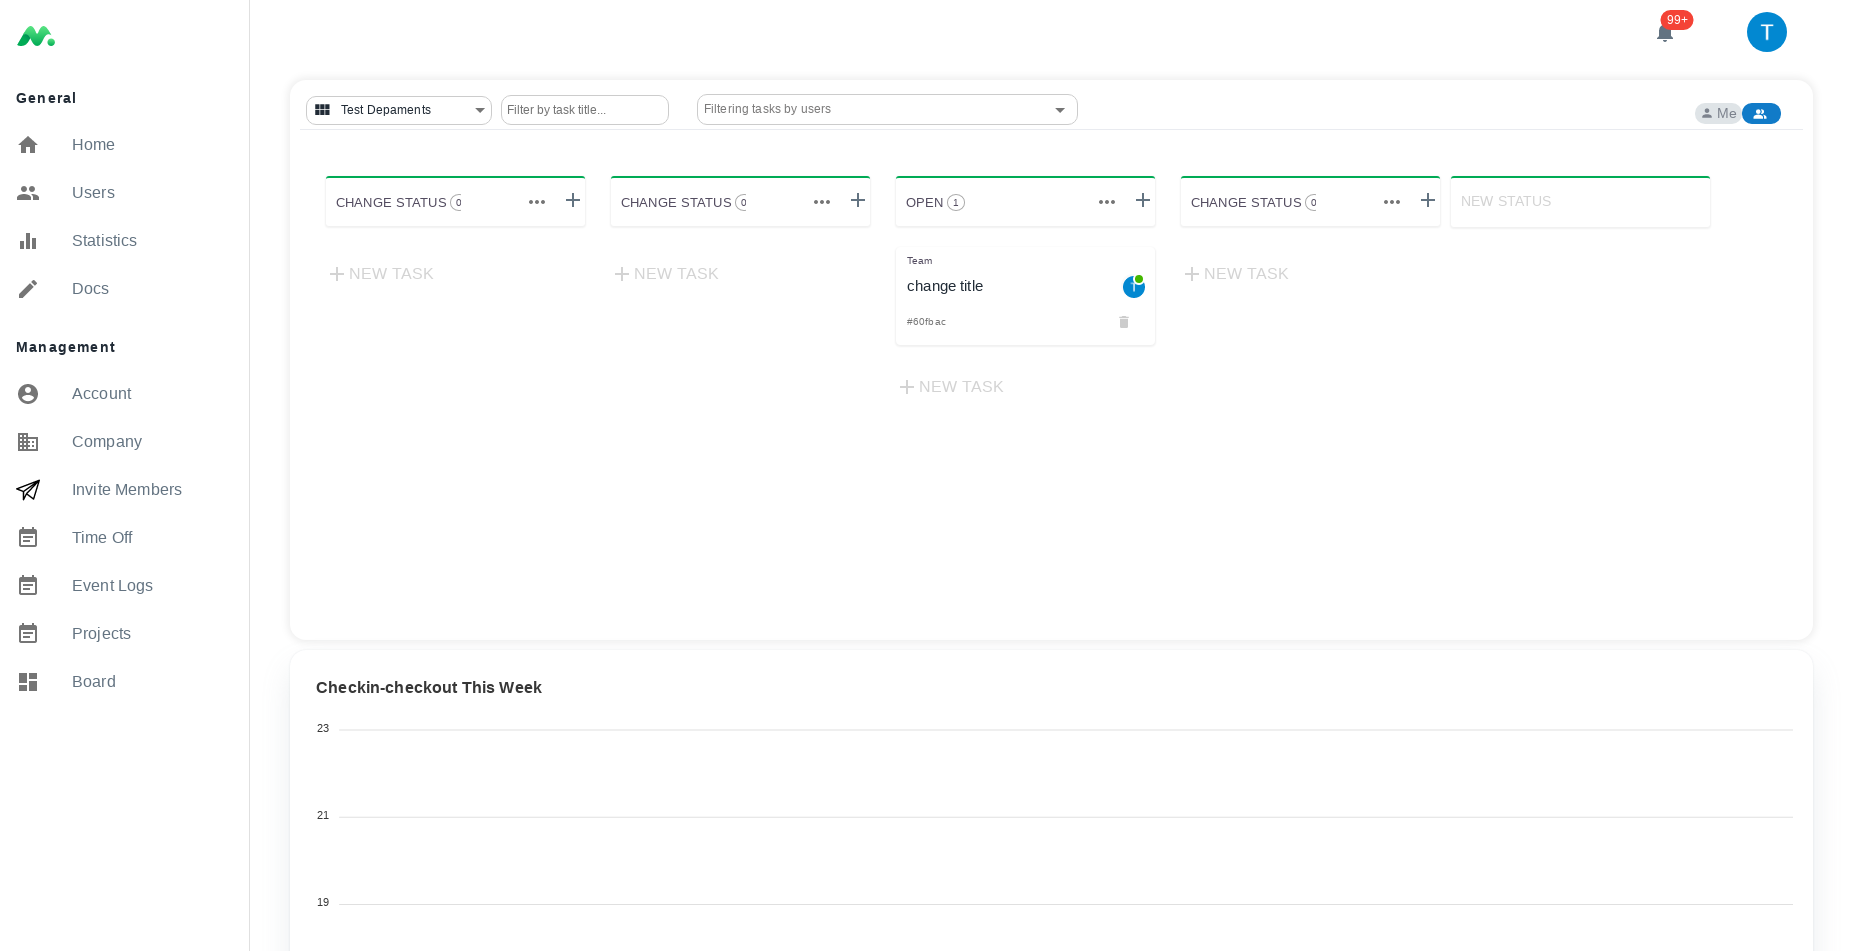 General
Home
Users
Statistics
Docs
Management
Account
Company
Invite Members
Time Off
Event Logs
Projects
Board
99+
T
Test Depaments
Filter by task title...
Filtering tasks by users
Me
CHANGE STATUS 0
CHANGE STATUS 0
OPEN 1
CHANGE STATUS 0
NEW STATUS
NEW TASK
NEW TASK
Team
change title
T
#60fbac
NEW TASK
NEW TASK
Checkin-checkout This Week
23
21
19